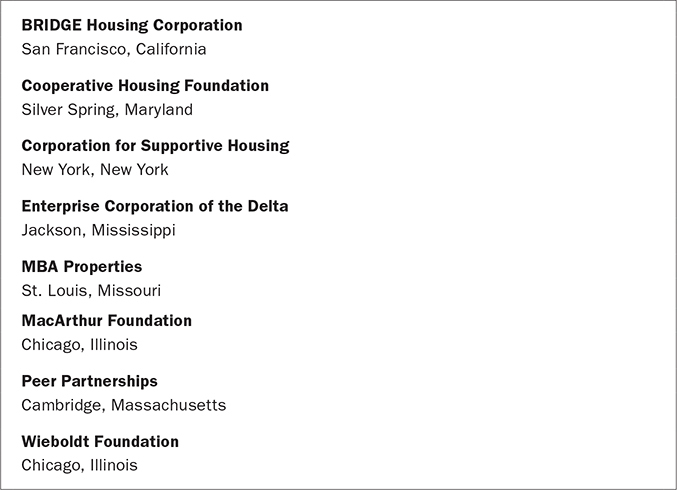 BRIDGE Housing Corporation
San Francisco, California
Cooperative Housing Foundation
Silver Spring, Maryland
Corporation for Supportive Housing
New York, New York
Enterprise Corporation of the Delta
Jackson, Mississippi
MBA Properties
St. Louis, Missouri
MacArthur Foundation
Chicago, Illinois
Peer Partnerships
Cambridge, Massachusetts
Wieboldt Foundation
Chicago, Illinois